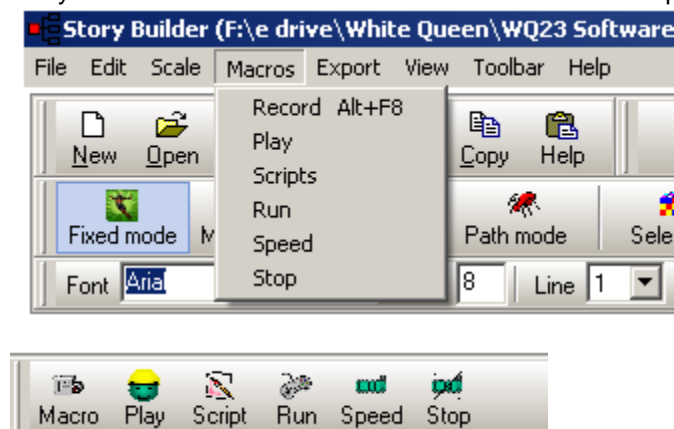 Story Builder (F:\e drive\White Queen\WQ23 Software
File Edit Scale Macros Export View Toolbar Help
Record Alt+F8
Play
Scripts
Run
Speed
Stop
New Open Copy Help
Fixed mode M Path mode Sele
Font Arial 8 Line 1
Macro Play Script Run Speed Stop